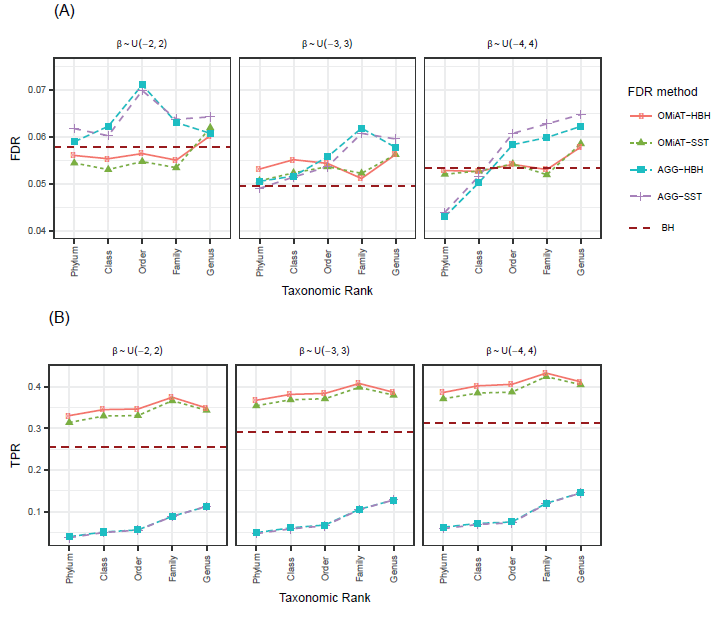 (A)
β ~ U(−2, 2) β ~ U(−3, 3) β ~ U(−4, 4)
FDR
0.07
0.06
0.05
0.04
Phylum Class Order Family Genus Phylum Class Order Family Genus Phylum Class Order Family Genus
Taxonomic Rank
FDR method
OMiAT−HBH
OMiAT−SST
AGG−HBH
AGG−SST
BH
(B)
β ~ U(−2, 2) β ~ U(−3, 3) β ~ U(−4, 4)
TPR
0.4
0.3
0.2
0.1
Phylum Class Order Family Genus Phylum Class Order Family Genus Phylum Class Order Family Genus
Taxonomic Rank